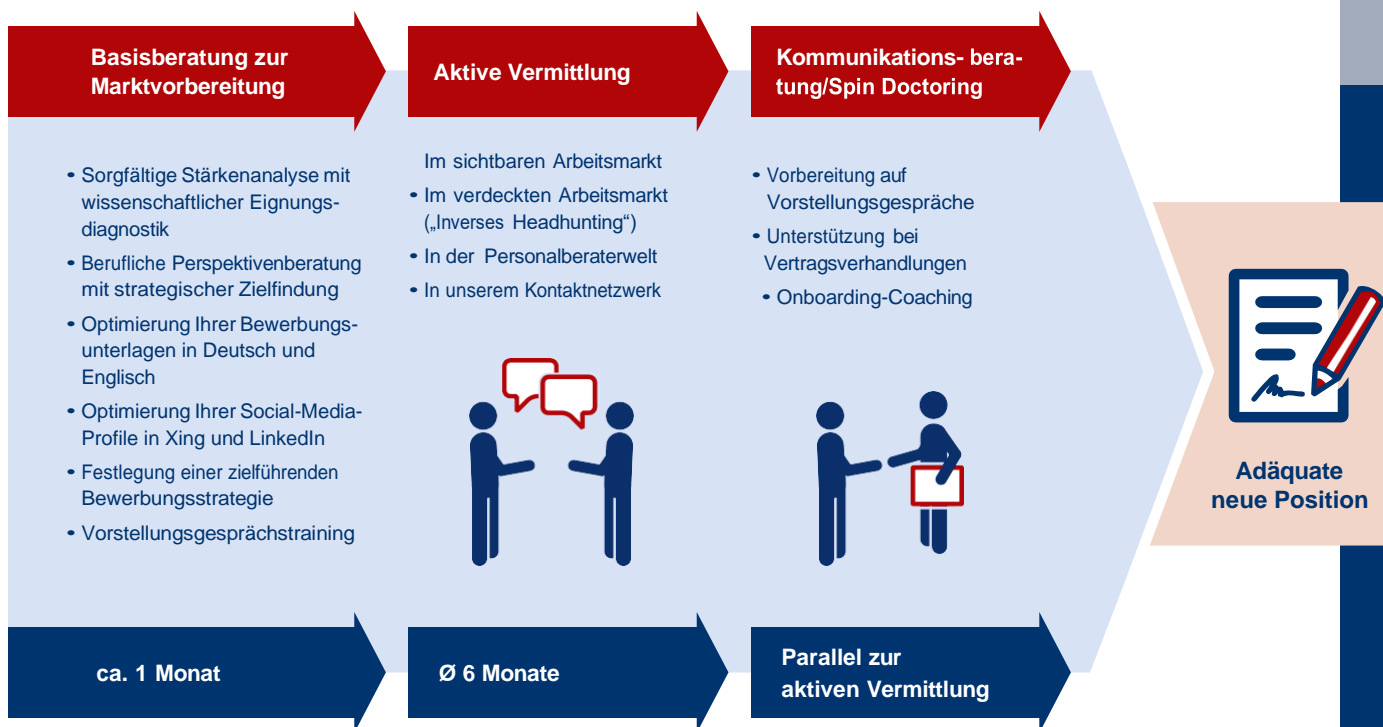 Basisberatung zur
Marktvorbereitung
Aktive Vermittlung
Kommunikations- bera-
tung/Spin Doctoring
• Sorgfältige Stärkenanalyse mit
wissenschaftlicher Eignungs-
diagnostik
• Berufliche Perspektivenberatung
mit strategischer Zielfindung
• Optimierung Ihrer Bewerbungs-
unterlagen in Deutsch und
Englisch
• Optimierung Ihrer Social-Media-
Profile in Xing und LinkedIn
• Festlegung einer zielführenden
Bewerbungsstrategie
• Vorstellungsgesprächstraining
Im sichtbaren Arbeitsmarkt
• Im verdeckten Arbeitsmarkt
(„Inverses Headhunting“)
• In der Personalberaterwelt
• In unserem Kontaktnetzwerk
• Vorbereitung auf
Vorstellungsgespräche
• Unterstützung bei
Vertragsverhandlungen
• Onboarding-Coaching
Adäquate
neue Position
ca. 1 Monat
Ø 6 Monate
Parallel zur
aktiven Vermittlung